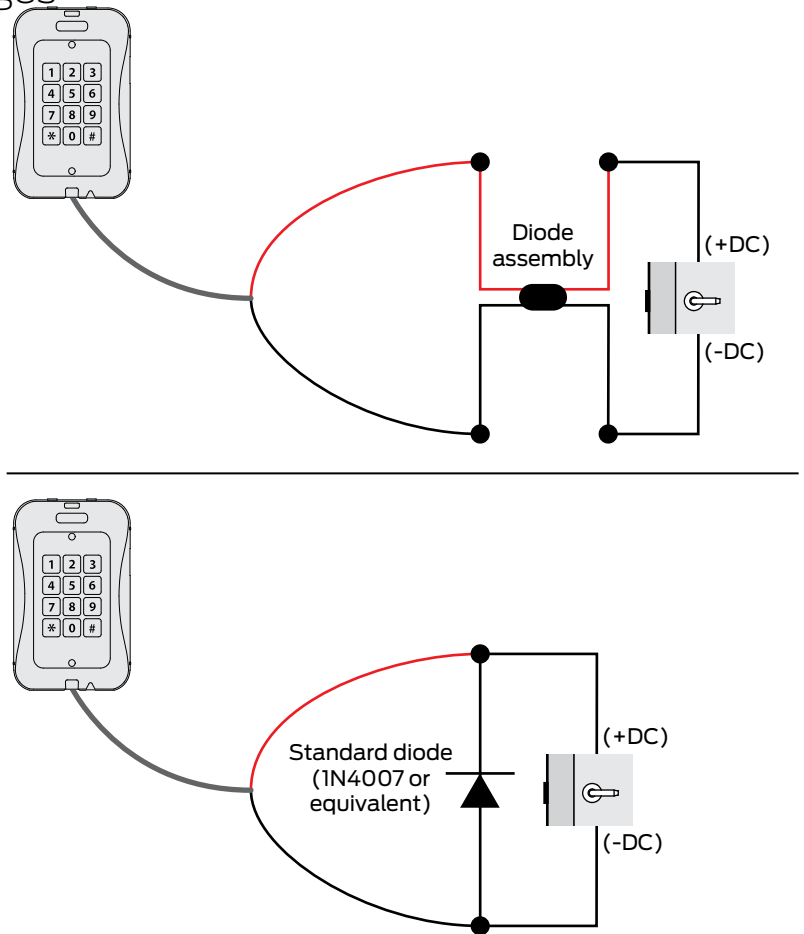 1 2 3
4 5 6
7 8 9
* 0 #
Diode
assembly
(+DC)
(-DC)
1 2 3
4 5 6
7 8 9
* 0 #
Standard diode
(1N4007 or
equivalent)
(+DC)
(-DC)